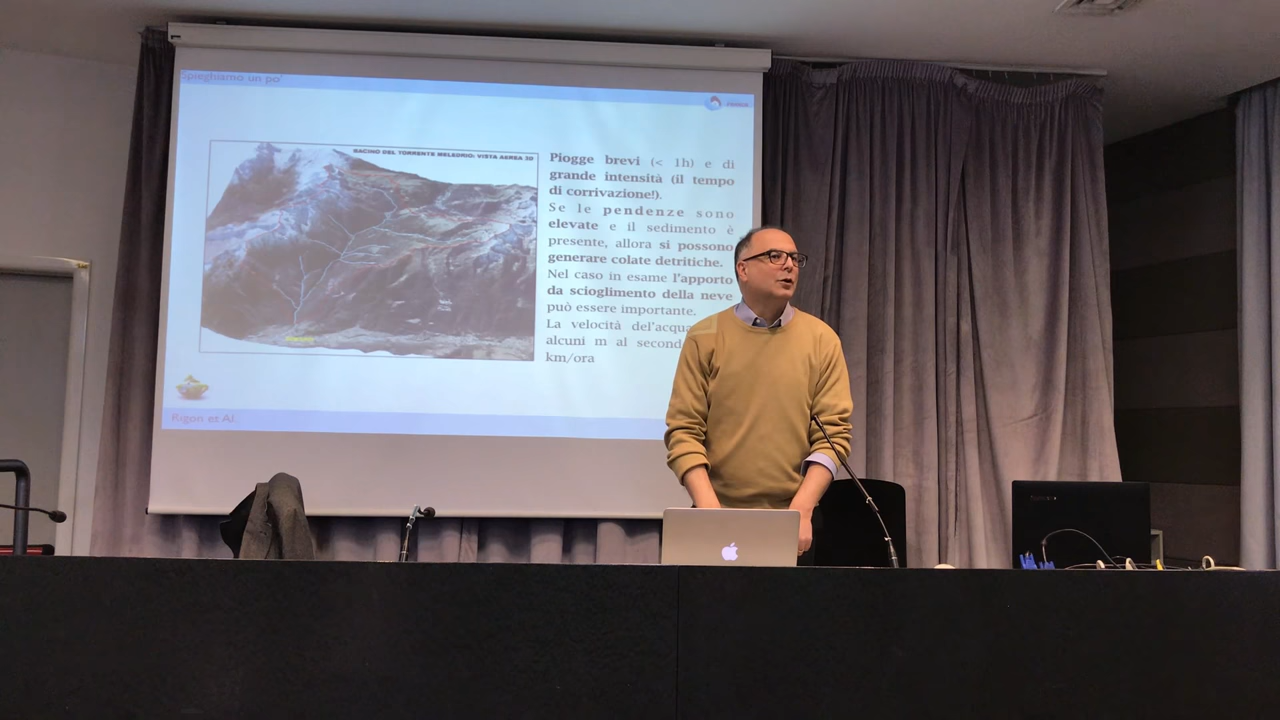 Spieghiamo un po'
BACINO DEL TORRENTE MELEDRIO: VISTA AEREA 3D
Piogge brevi (< 1h) e di
grande intensità (il tempo
di corrivazione!).
Se le pendenze sono
elevate e il sedimento è
presente, allora si possono
generare colate detritiche.
Nel caso in esame l'apporto
da scioglimento della neve
può essere importante.
La velocità del'acqua
alcuni m al second
km/ora
Rigon et Al.